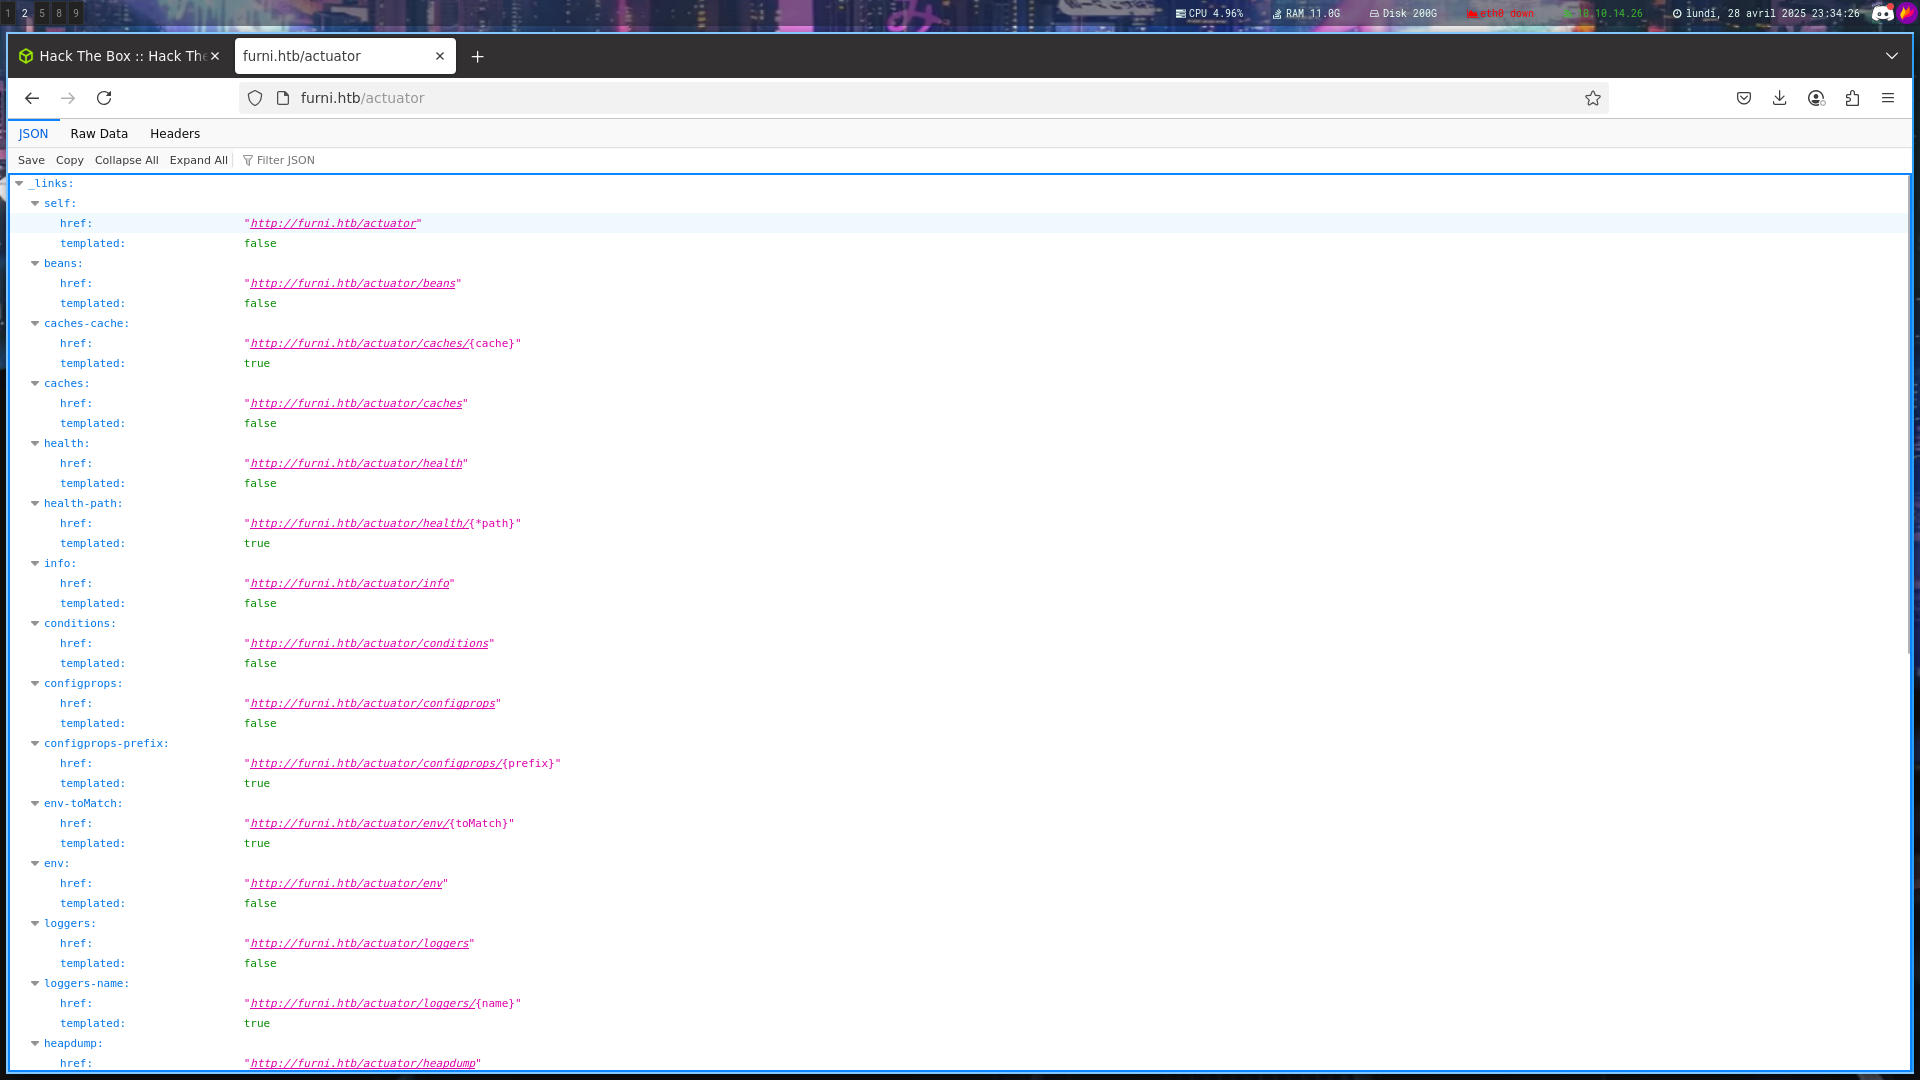 1 2 5 8 9 CPU 4.96% RAM 11.0G Disk 200G eth0 down 10.10.14.26 lundi, 28 avril 2025 23:34:26
Hack The Box :: Hack The furni.htb/actuator
furni.htb/actuator
JSON Raw Data Headers
Save Copy Collapse All Expand All Filter JSON
_links:
self:
href: "http://furni.htb/actuator"
templated: false
beans:
href: "http://furni.htb/actuator/beans"
templated: false
caches-cache:
href: "http://furni.htb/actuator/caches/{cache}"
templated: true
caches:
href: "http://furni.htb/actuator/caches"
templated: false
health:
href: "http://furni.htb/actuator/health"
templated: false
health-path:
href: "http://furni.htb/actuator/health/{*path}"
templated: true
info:
href: "http://furni.htb/actuator/info"
templated: false
conditions:
href: "http://furni.htb/actuator/conditions"
templated: false
configprops:
href: "http://furni.htb/actuator/configprops"
templated: false
configprops-prefix:
href: "http://furni.htb/actuator/configprops/{prefix}"
templated: true
env-toMatch:
href: "http://furni.htb/actuator/env/{toMatch}"
templated: true
env:
href: "http://furni.htb/actuator/env"
templated: false
loggers:
href: "http://furni.htb/actuator/loggers"
templated: false
loggers-name:
href: "http://furni.htb/actuator/loggers/{name}"
templated: true
heapdump:
href: "http://furni.htb/actuator/heapdump"